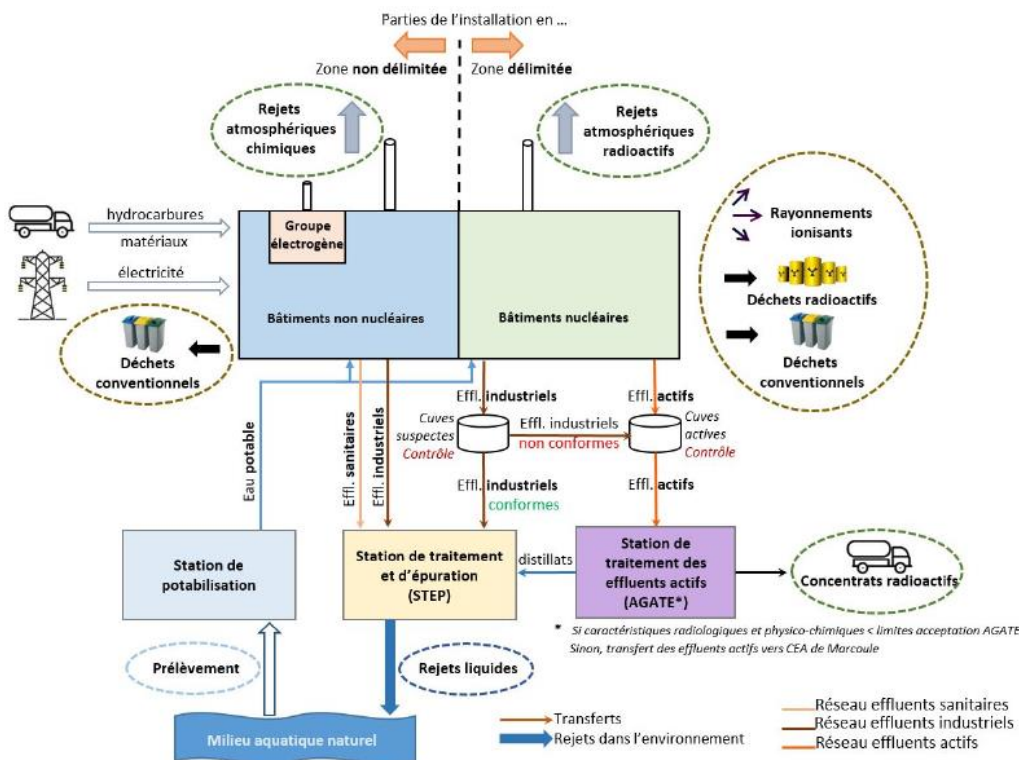 Parties de l'installation en ...
Zone non délimitée
Zone délimitée
Rejets
atmosphériques
chimiques
Rejets
atmosphériques
radioactifs
hydrocarbures
matériaux
électricité
Groupe
électrogène
Bâtiments non nucléaires
Bâtiments nucléaires
Rayonnements
ionisants
Déchets radioactifs
Déchets
conventionnels
Déchets
conventionnels
Eau potable
Effl. sanitaires
Effl. industriels
Effl. industriels
Effl. actifs
Cuves
suspectes
Contrôle
Effl. industriels
non conformes
Cuves
actives
Contrôle
Effl. industriels
conformes
Effl. actifs
Station de
potabilisation
Station de traitement
et d'épuration
(STEP)
distillats
Station de
traitement des
effluents actifs
(AGATE*)
Concentrats radioactifs
* Si caractéristiques radiologiques et physico-chimiques < limites acceptation AGATE
Sinon, transfert des effluents actifs vers CEA de Marcoule
Prélèvement
Rejets liquides
Milieu aquatique naturel
Transferts
Rejets dans l'environnement
Réseau effluents sanitaires
Réseau effluents industriels
Réseau effluents actifs